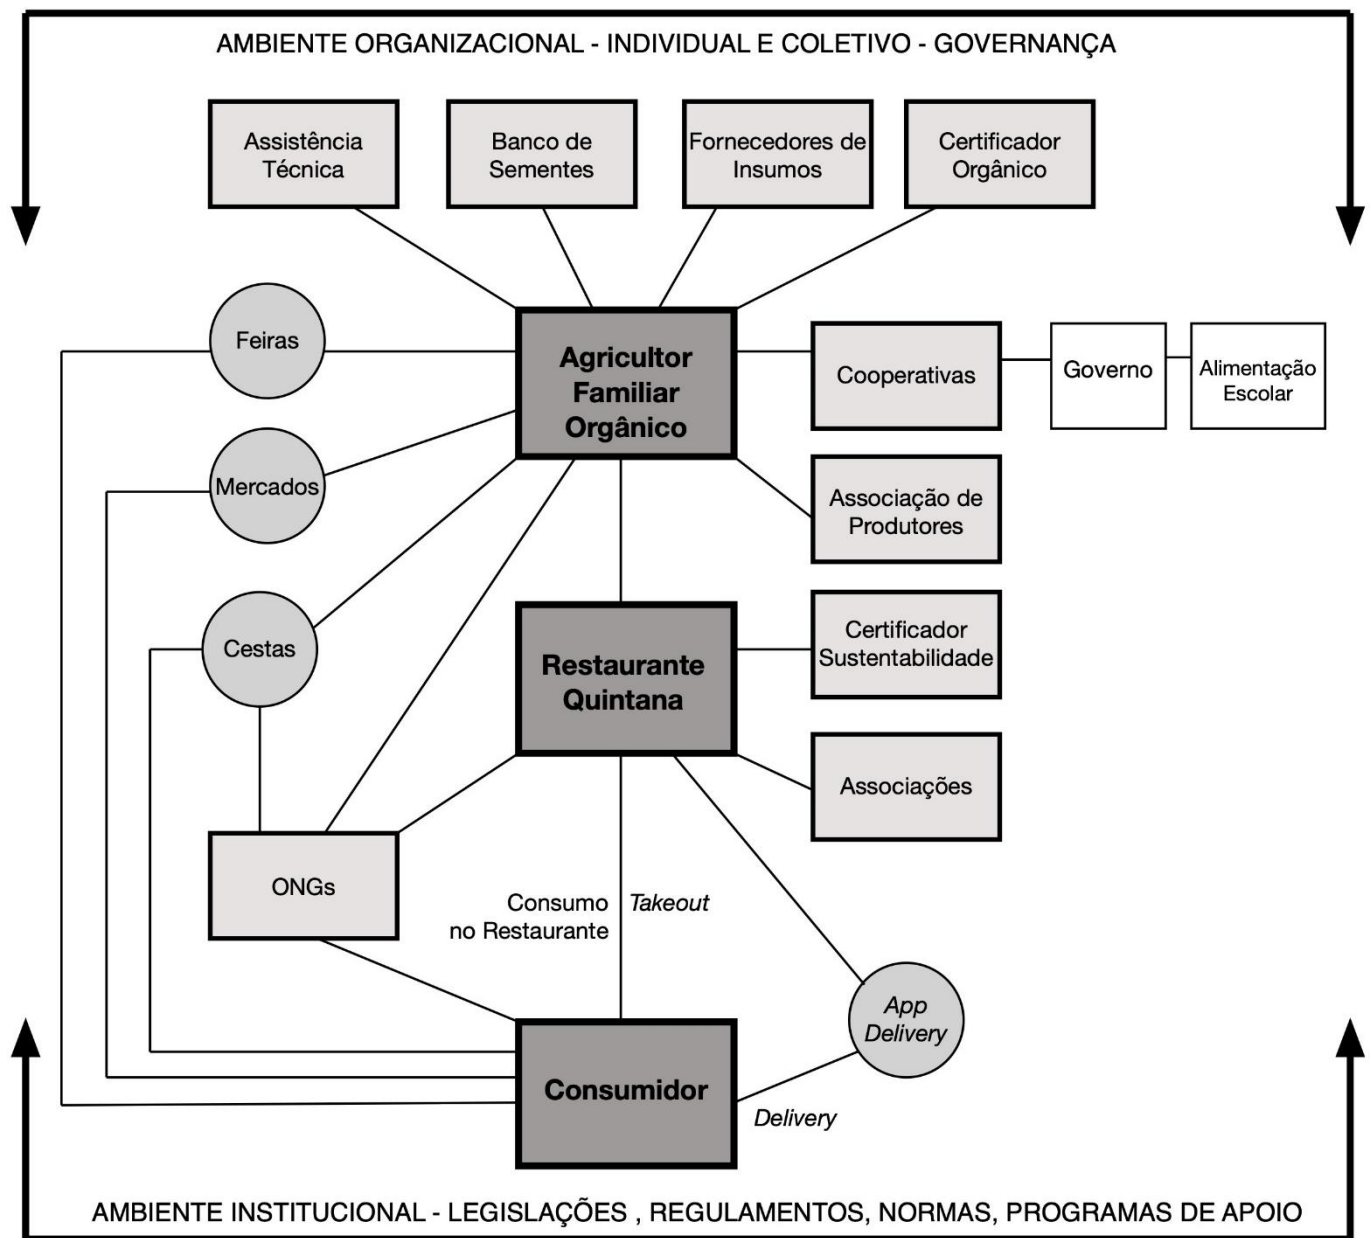 AMBIENTE ORGANIZACIONAL - INDIVIDUAL E COLETIVO - GOVERNANÇA
Assistência
Técnica
Banco de
Sementes
Fornecedores de
Insumos
Certificador
Orgânico
Feiras
Agricultor
Familiar
Orgânico
Cooperativas
Governo
Alimentação
Escolar
Mercados
Associação de
Produtores
Cestas
Restaurante
Quintana
Certificador
Sustentabilidade
Associações
ONGs
Consumo
no Restaurante
Takeout
App
Delivery
Consumidor
Delivery
AMBIENTE INSTITUCIONAL - LEGISLAÇÕES , REGULAMENTOS, NORMAS, PROGRAMAS DE APOIO